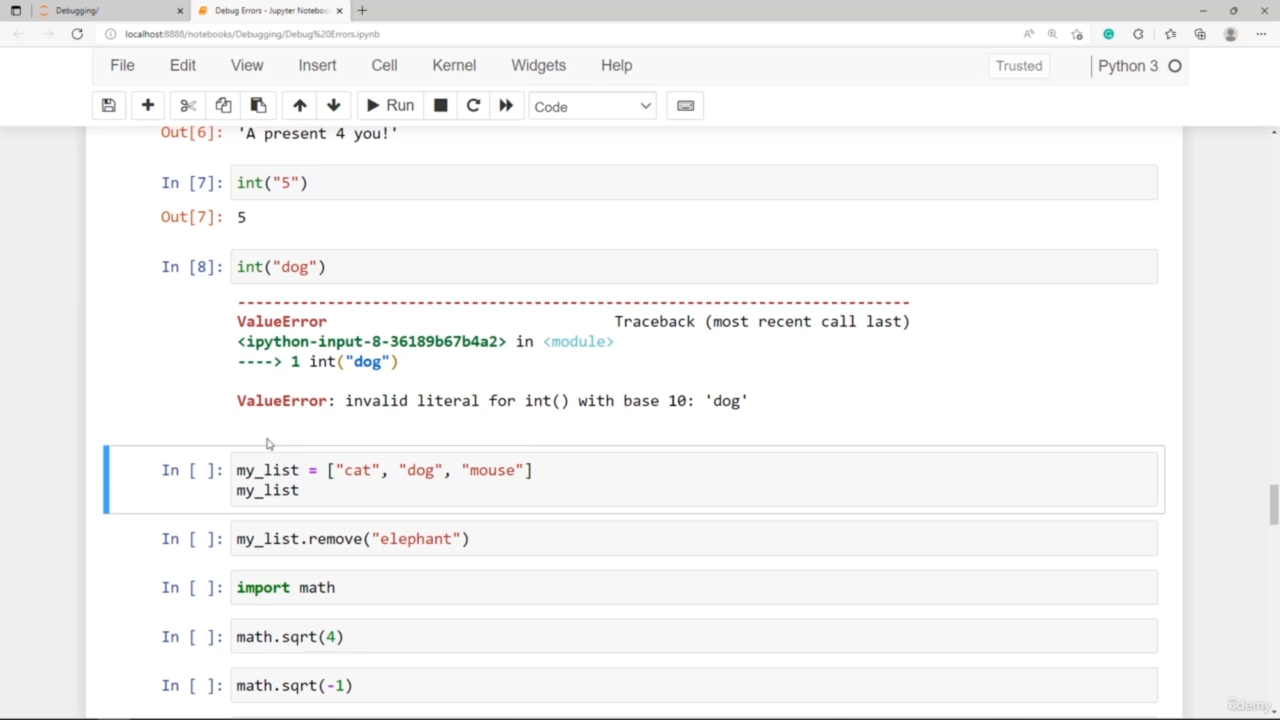 Debugging/
Debug Errors - Jupyter Noteboo
localhost:8888/notebooks/Debugging/Debug%20Errors.ipynb
File Edit View Insert Cell Kernel Widgets Help Trusted Python 3
Run Code
Out[6]: 'A present 4 you!'
In [7]: int("5")
Out[7]: 5
In [8]: int("dog")
---------------------------------------------------------------------------
ValueError Traceback (most recent call last)
<ipython-input-8-36189b67b4a2> in <module>
----> 1 int("dog")
ValueError: invalid literal for int() with base 10: 'dog'
In [ ]: my_list = ["cat", "dog", "mouse"]
my_list
In [ ]: my_list.remove("elephant")
In [ ]: import math
In [ ]: math.sqrt(4)
In [ ]: math.sqrt(-1)
Udemy